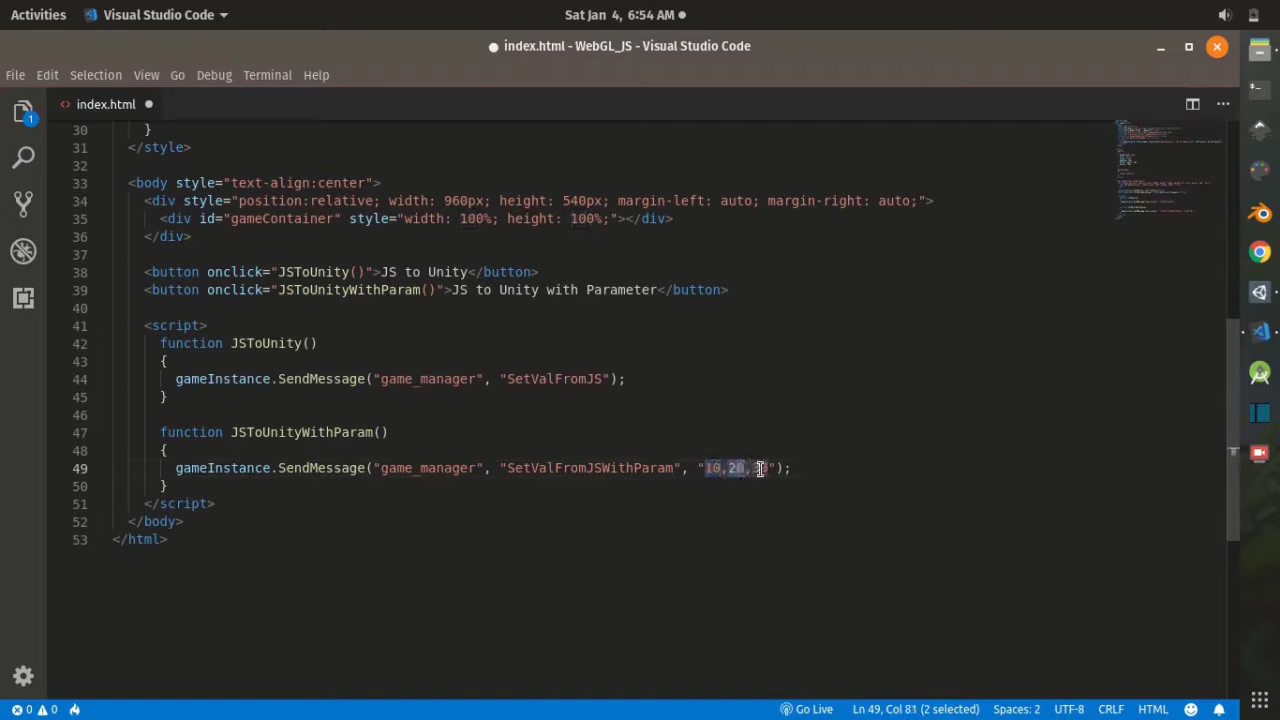 Activities Visual Studio Code Sat Jan 4, 6:54 AM
index.html - WebGL_JS - Visual Studio Code
File Edit Selection View Go Debug Terminal Help
<> index.html
1
30 }
31 </style>
32
33 <body style="text-align:center">
34 <div style="position:relative; width: 960px; height: 540px; margin-left: auto; margin-right: auto;">
35 <div id="gameContainer" style="width: 100%; height: 100%;"></div>
36 </div>
37
38 <button onclick="JSToUnity()">JS to Unity</button>
39 <button onclick="JSToUnityWithParam()">JS to Unity with Parameter</button>
40
41 <script>
42 function JSToUnity()
43 {
44 gameInstance.SendMessage("game_manager", "SetValFromJS");
45 }
46
47 function JSToUnityWithParam()
48 {
49 gameInstance.SendMessage("game_manager", "SetValFromJSWithParam", "10,20,");
50 }
51 </script>
52 </body>
53 </html>
0 0 Go Live Ln 49, Col 81 (2 selected) Spaces: 2 UTF-8 CRLF HTML